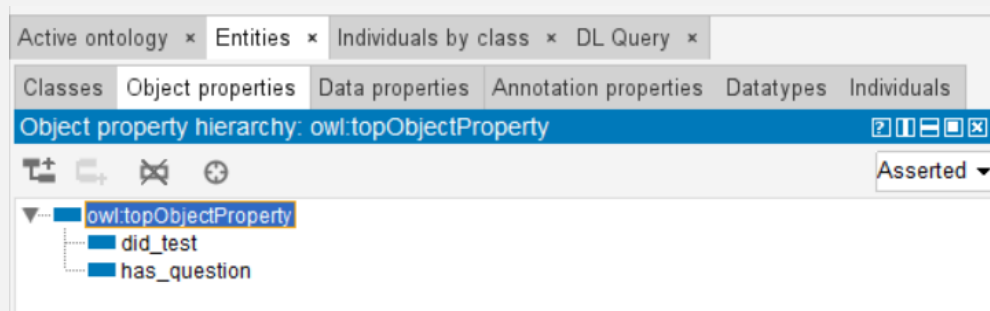 Active ontology × Entities × Individuals by class × DL Query ×
Classes Object properties Data properties Annotation properties Datatypes Individuals
Object property hierarchy: owl:topObjectProperty
Asserted
owl:topObjectProperty
did_test
has_question